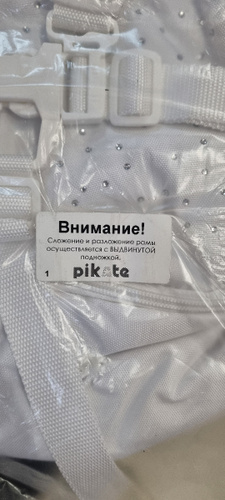 Внимание!
Сложение и разложение рамы
осуществляется с ВЫДВИНУТОЙ
подножкой.
1 pikate